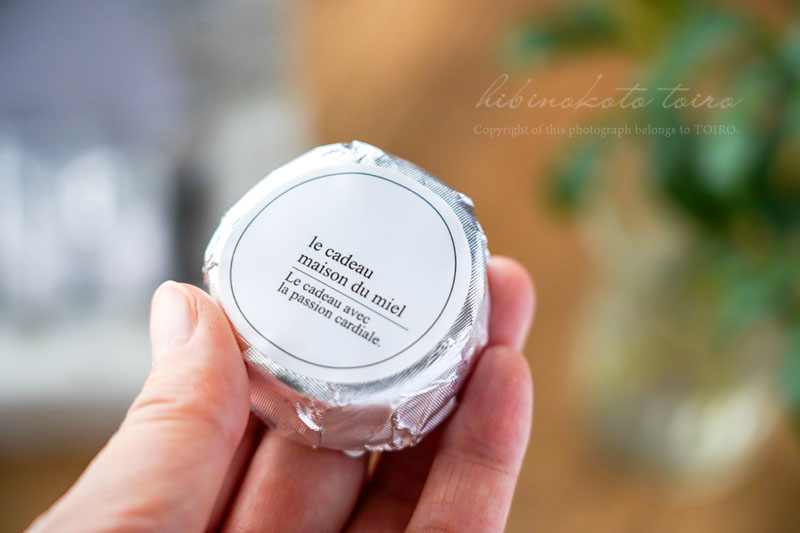 hibinokoto toiro
Copyright of this photograph belongs to TOIRO.
le cadeau
maison du miel
Le cadeau avec
la passion cardiale.